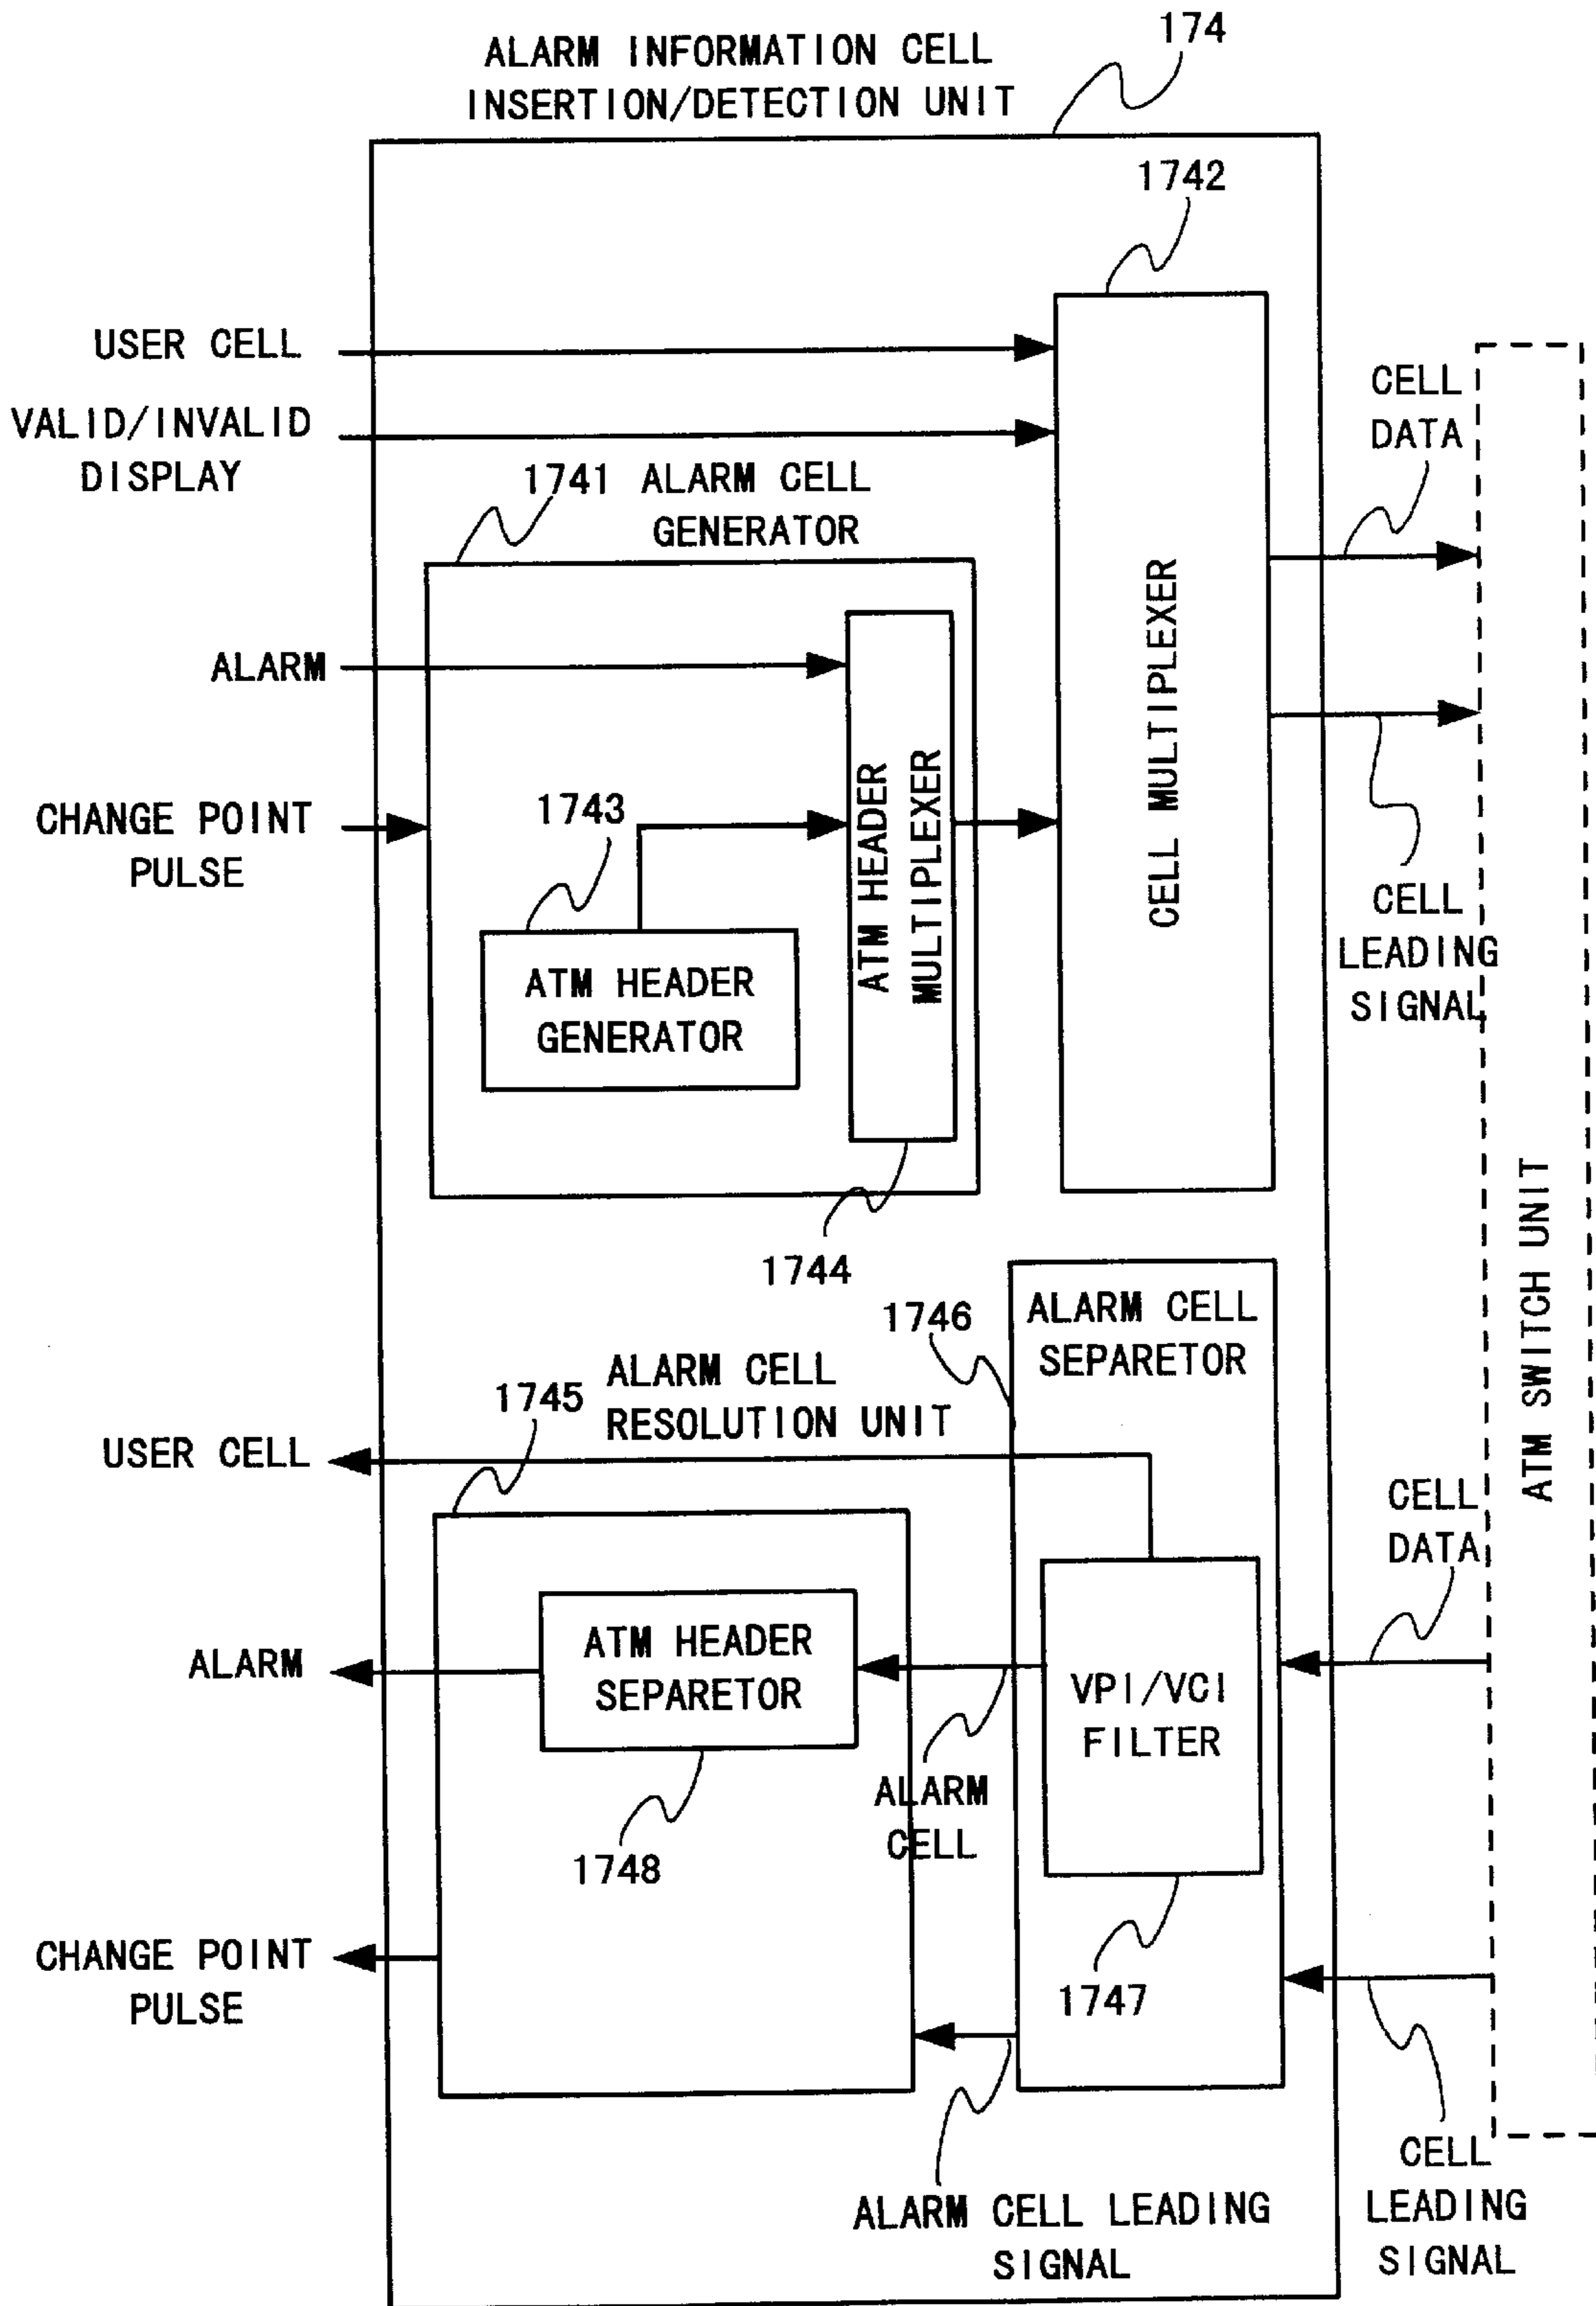 174
ALARM INFORMATION CELL
INSERTION/DETECTION UNIT
1742
USER CELL
VALID/INVALID
DISPLAY
CELL
DATA
1741 ALARM CELL
GENERATOR
ALARM
CELL MULTIPLEXER
ATM HEADER
MULTIPLEXER
1743
CHANGE POINT
PULSE
CELL
LEADING
SIGNAL
ATM HEADER
GENERATOR
1744
ATM SWITCH UNIT
1746
ALARM CELL
SEPARETOR
ALARM CELL
RESOLUTION UNIT
1745
USER CELL
CELL
DATA
ATM HEADER
SEPARETOR
ALARM
VPI/VCI
FILTER
ALARM
CELL
1748
CHANGE POINT
PULSE
1747
CELL
LEADING
SIGNAL
ALARM CELL LEADING
SIGNAL